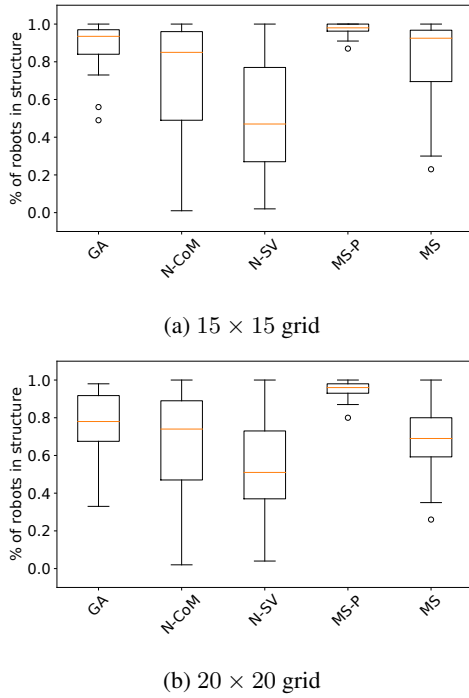 % of robots in structure
1.0
0.8
0.6
0.4
0.2
0.0
GA
N-CoM
N-SV
MS-P
MS
(a) 15 × 15 grid
% of robots in structure
1.0
0.8
0.6
0.4
0.2
0.0
GA
N-CoM
N-SV
MS-P
MS
(b) 20 × 20 grid